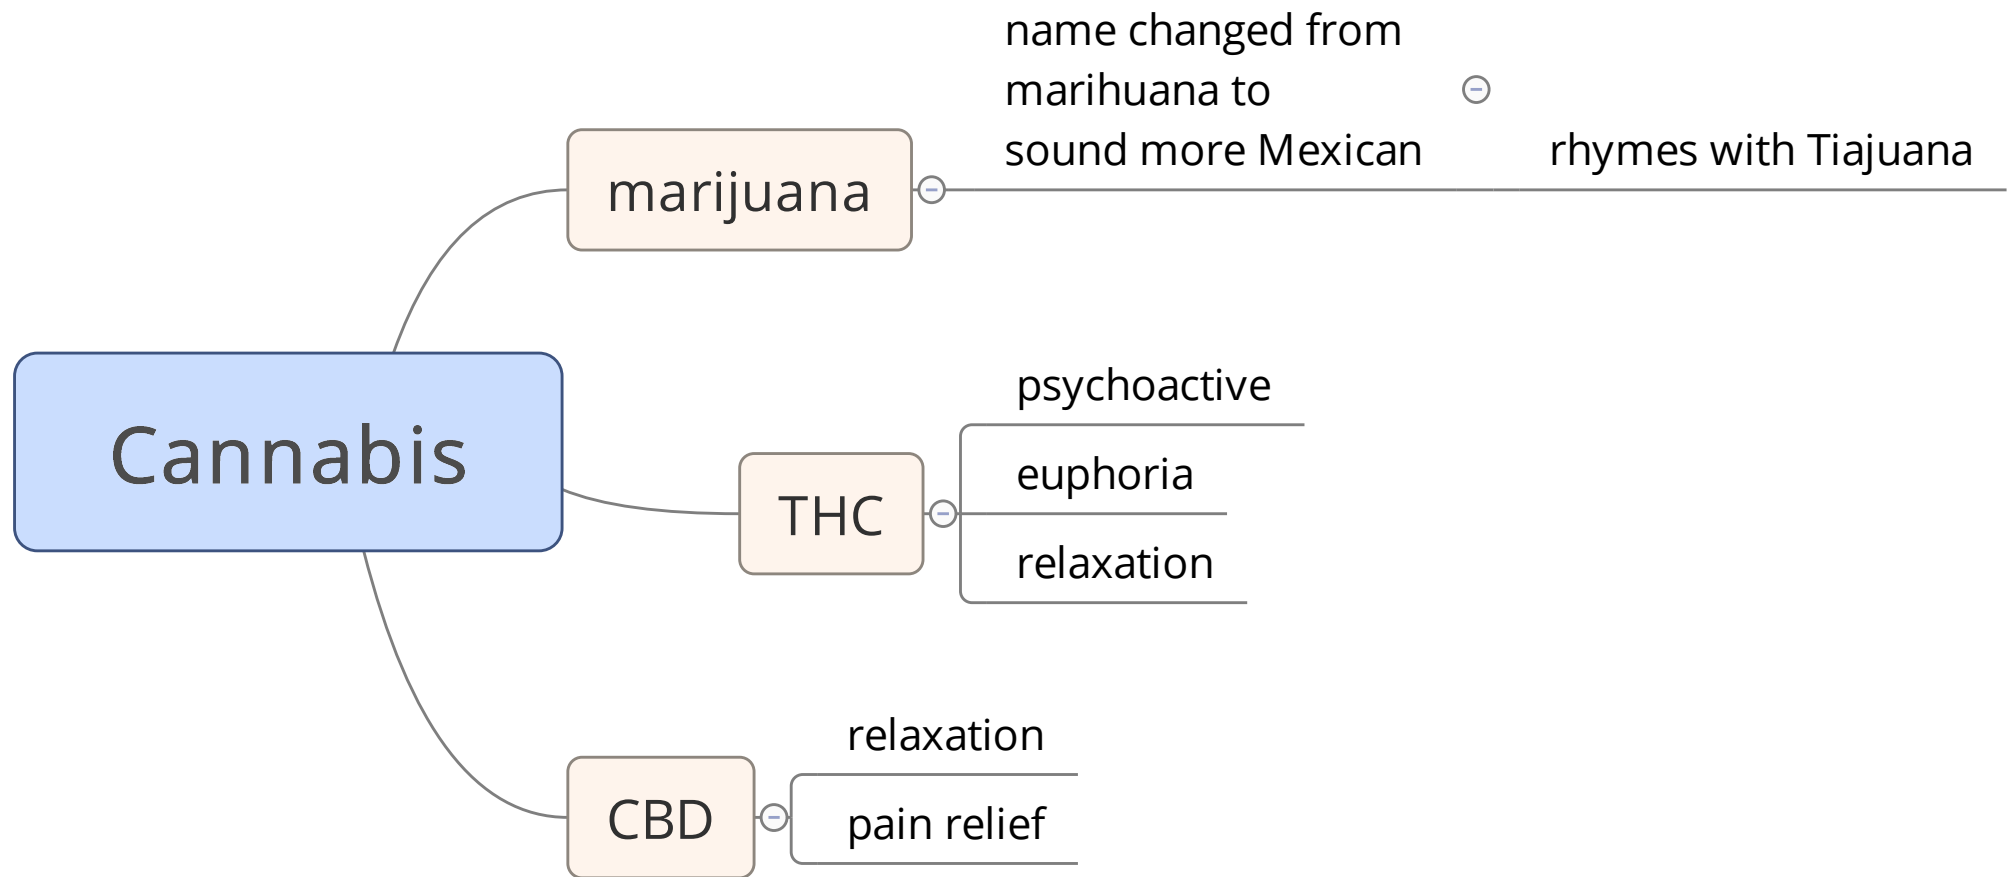 Cannabis
marijuana
name changed from
marihuana to
sound more Mexican
rhymes with Tiajuana
THC
psychoactive
euphoria
relaxation
CBD
relaxation
pain relief